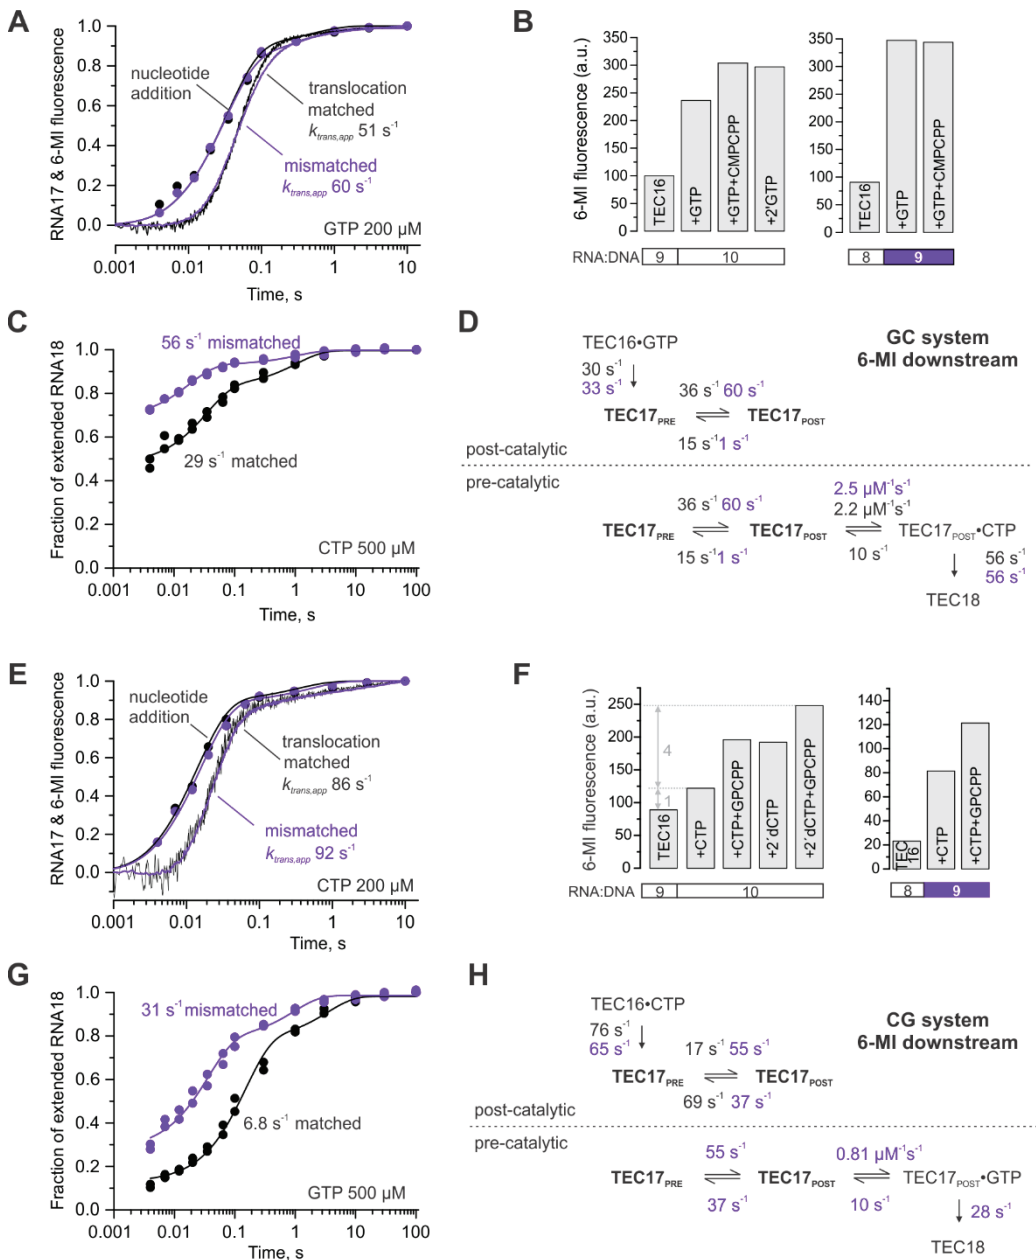 A
RNA17 & 6-MI fluorescence
1.0
0.8
0.6
0.4
0.2
0.0
nucleotide
addition
translocation
matched
k_trans,app 51 s⁻¹
mismatched
k_trans,app 60 s⁻¹
GTP 200 µM
0.001 0.01 0.1 1 10
Time, s
B
6-MI fluorescence (a.u.)
350
300
250
200
150
100
50
0
TEC16
+GTP
+GTP+CMPCPP
+2'GTP
RNA:DNA 9 10
350
300
250
200
150
100
50
0
TEC16
+GTP
+GTP+CMPCPP
8 9
C
Fraction of extended RNA18
1.0
0.8
0.6
0.4
0.2
0.0
56 s⁻¹ mismatched
29 s⁻¹ matched
CTP 500 µM
0.01 0.1 1 10 100
Time, s
D
GC system
6-MI downstream
TEC16•GTP
30 s⁻¹
33 s⁻¹
36 s⁻¹ 60 s⁻¹
TEC17PRE ⇌ TEC17POST
15 s⁻¹ 1 s⁻¹
post-catalytic
pre-catalytic
2.5 µM⁻¹s⁻¹
36 s⁻¹ 60 s⁻¹ 2.2 µM⁻¹s⁻¹
TEC17PRE ⇌ TEC17POST ⇌ TEC17POST•CTP
15 s⁻¹ 1 s⁻¹ 10 s⁻¹ 56 s⁻¹
56 s⁻¹
TEC18
E
RNA17 & 6-MI fluorescence
1.0
0.8
0.6
0.4
0.2
0.0
nucleotide
addition
translocation
matched
k_trans,app 86 s⁻¹
mismatched
k_trans,app 92 s⁻¹
CTP 200 µM
0.001 0.01 0.1 1 10
Time, s
F
6-MI fluorescence (a.u.)
250
200
150
100
50
0
4
1
TEC16
+CTP
+CTP+GPCPP
+2'dCTP
+2'dCTP+GPCPP
RNA:DNA 9 10
140
120
100
80
60
40
20
0
TEC
16
+CTP
+CTP+GPCPP
8 9
G
Fraction of extended RNA18
1.0
0.8
0.6
0.4
0.2
0.0
31 s⁻¹ mismatched
6.8 s⁻¹ matched
GTP 500 µM
0.01 0.1 1 10 100
Time, s
H
CG system
6-MI downstream
TEC16•CTP
76 s⁻¹
65 s⁻¹
17 s⁻¹ 55 s⁻¹
TEC17PRE ⇌ TEC17POST
69 s⁻¹ 37 s⁻¹
post-catalytic
pre-catalytic
55 s⁻¹ 0.81 µM⁻¹s⁻¹
TEC17PRE ⇌ TEC17POST ⇌ TEC17POST•GTP
37 s⁻¹ 10 s⁻¹ 28 s⁻¹
TEC18